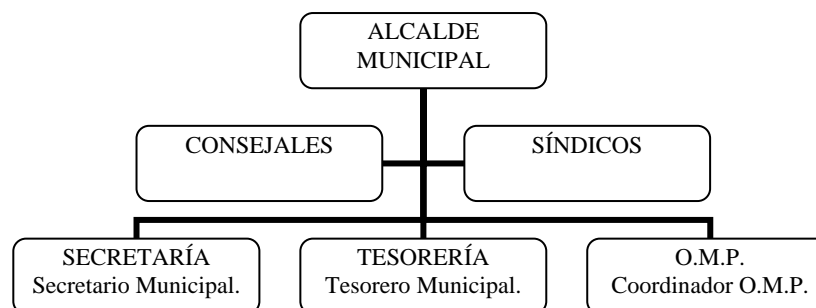 ALCALDE
MUNICIPAL
CONSEJALES
SÍNDICOS
SECRETARÍA
Secretario Municipal.
TESORERÍA
Tesorero Municipal.
O.M.P.
Coordinador O.M.P.